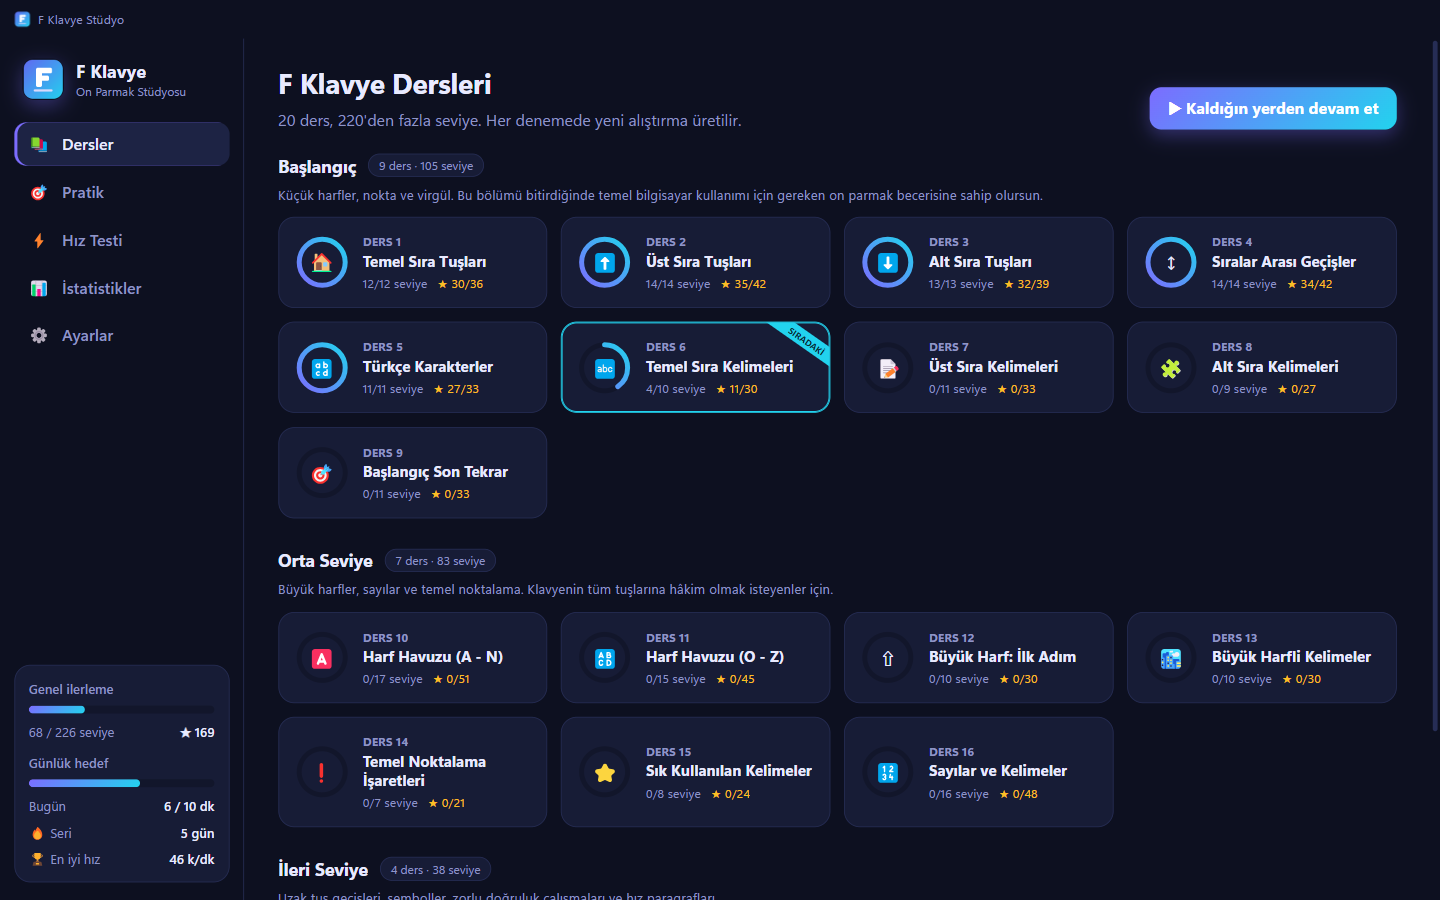 F Klavye Stüdyo
F Klavye
On Parmak Stüdyosu
Dersler
Pratik
Hız Testi
İstatistikler
Ayarlar
Genel ilerleme
68 / 226 seviye ★ 169
Günlük hedef
Bugün 6 / 10 dk
Seri 5 gün
En iyi hız 46 k/dk
F Klavye Dersleri
20 ders, 220'den fazla seviye. Her denemede yeni alıştırma üretilir.
▶ Kaldığın yerden devam et
Başlangıç 9 ders · 105 seviye
Küçük harfler, nokta ve virgül. Bu bölümü bitirdiğinde temel bilgisayar kullanımı için gereken on parmak becerisine sahip olursun.
DERS 1
Temel Sıra Tuşları
12/12 seviye ★ 30/36
DERS 2
Üst Sıra Tuşları
14/14 seviye ★ 35/42
DERS 3
Alt Sıra Tuşları
13/13 seviye ★ 32/39
DERS 4
Sıralar Arası Geçişler
14/14 seviye ★ 34/42
DERS 5
Türkçe Karakterler
11/11 seviye ★ 27/33
SIRADAKİ
DERS 6
Temel Sıra Kelimeleri
4/10 seviye ★ 11/30
DERS 7
Üst Sıra Kelimeleri
0/11 seviye ★ 0/33
DERS 8
Alt Sıra Kelimeleri
0/9 seviye ★ 0/27
DERS 9
Başlangıç Son Tekrar
0/11 seviye ★ 0/33
Orta Seviye 7 ders · 83 seviye
Büyük harfler, sayılar ve temel noktalama. Klavyenin tüm tuşlarına hâkim olmak isteyenler için.
DERS 10
Harf Havuzu (A - N)
0/17 seviye ★ 0/51
DERS 11
Harf Havuzu (O - Z)
0/15 seviye ★ 0/45
DERS 12
Büyük Harf: İlk Adım
0/10 seviye ★ 0/30
DERS 13
Büyük Harfli Kelimeler
0/10 seviye ★ 0/30
DERS 14
Temel Noktalama
İşaretleri
0/7 seviye ★ 0/21
DERS 15
Sık Kullanılan Kelimeler
0/8 seviye ★ 0/24
DERS 16
Sayılar ve Kelimeler
0/16 seviye ★ 0/48
İleri Seviye 4 ders · 38 seviye
Uzak tuş geçişleri, semboller, zorlu doğruluk çalışmaları ve hız paragrafları.